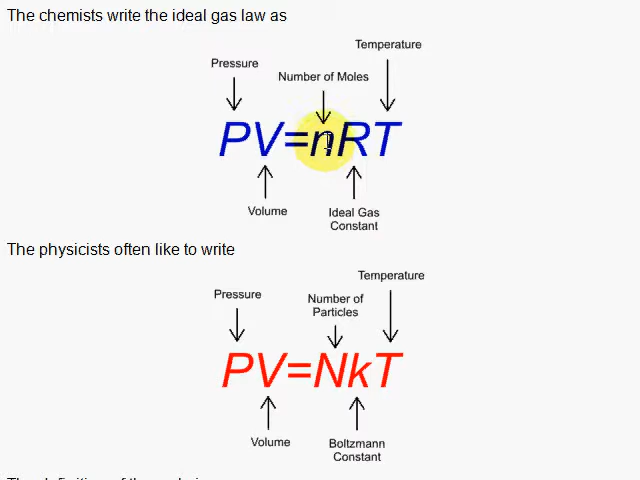 The chemists write the ideal gas law as
Temperature
Pressure
Number of Moles
PV=nRT
Volume
Ideal Gas
Constant
The physicists often like to write
Temperature
Pressure
Number of
Particles
PV=NkT
Volume
Boltzmann
Constant